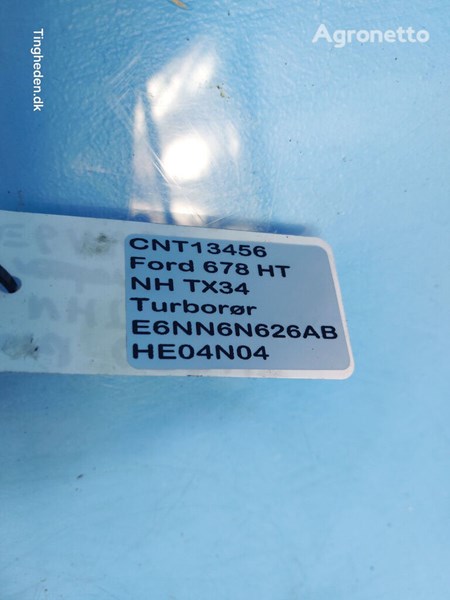 Tingheden.dk
Agronetto
CNT13456
Ford 678 HT
NH TX34
Turborør
E6NN6N626AB
HE04N04